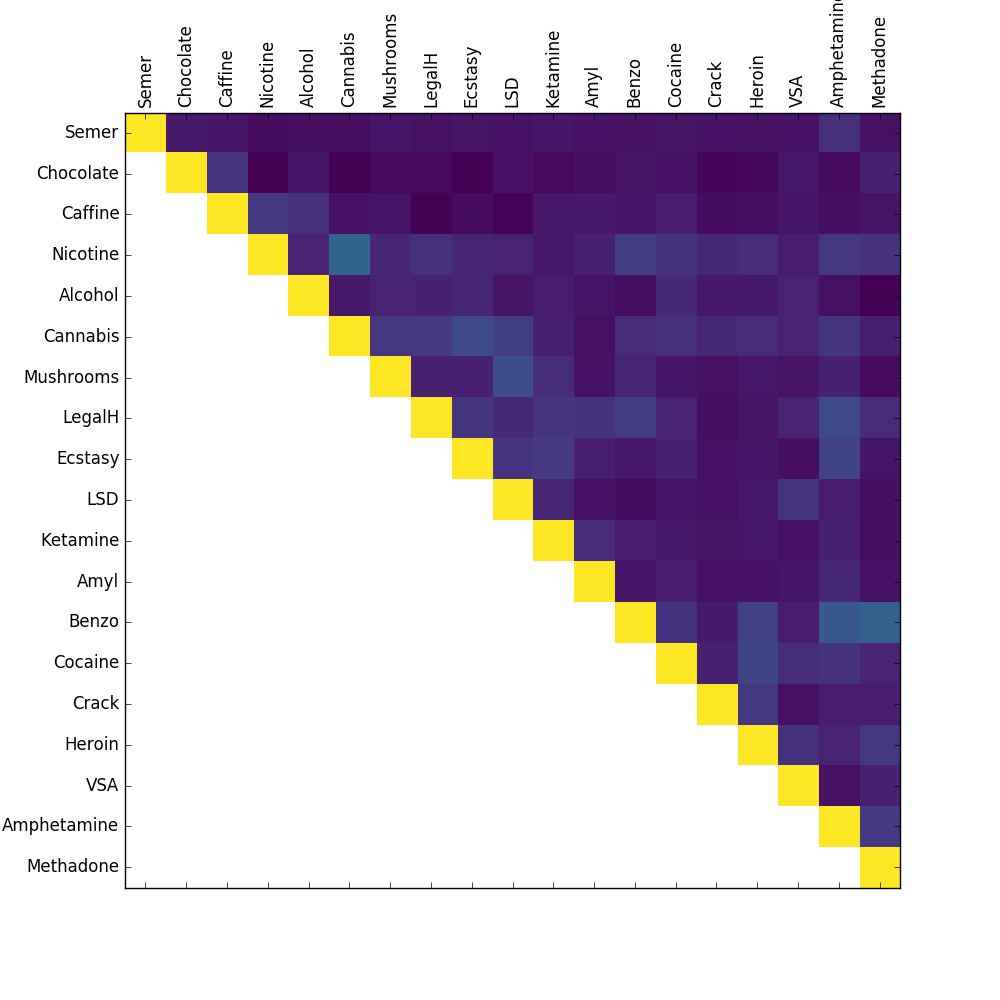 Semer
Chocolate
Caffine
Nicotine
Alcohol
Cannabis
Mushrooms
LegalH
Ecstasy
LSD
Ketamine
Amyl
Benzo
Cocaine
Crack
Heroin
VSA
Amphetamine
Methadone
Semer
Chocolate
Caffine
Nicotine
Alcohol
Cannabis
Mushrooms
LegalH
Ecstasy
LSD
Ketamine
Amyl
Benzo
Cocaine
Crack
Heroin
VSA
Amphetamine
Methadone